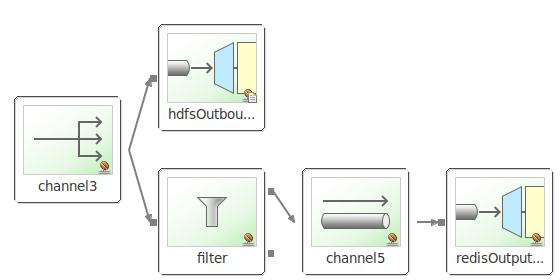 hdfsOutbou...
channel3
filter
channel5
redisOutput...